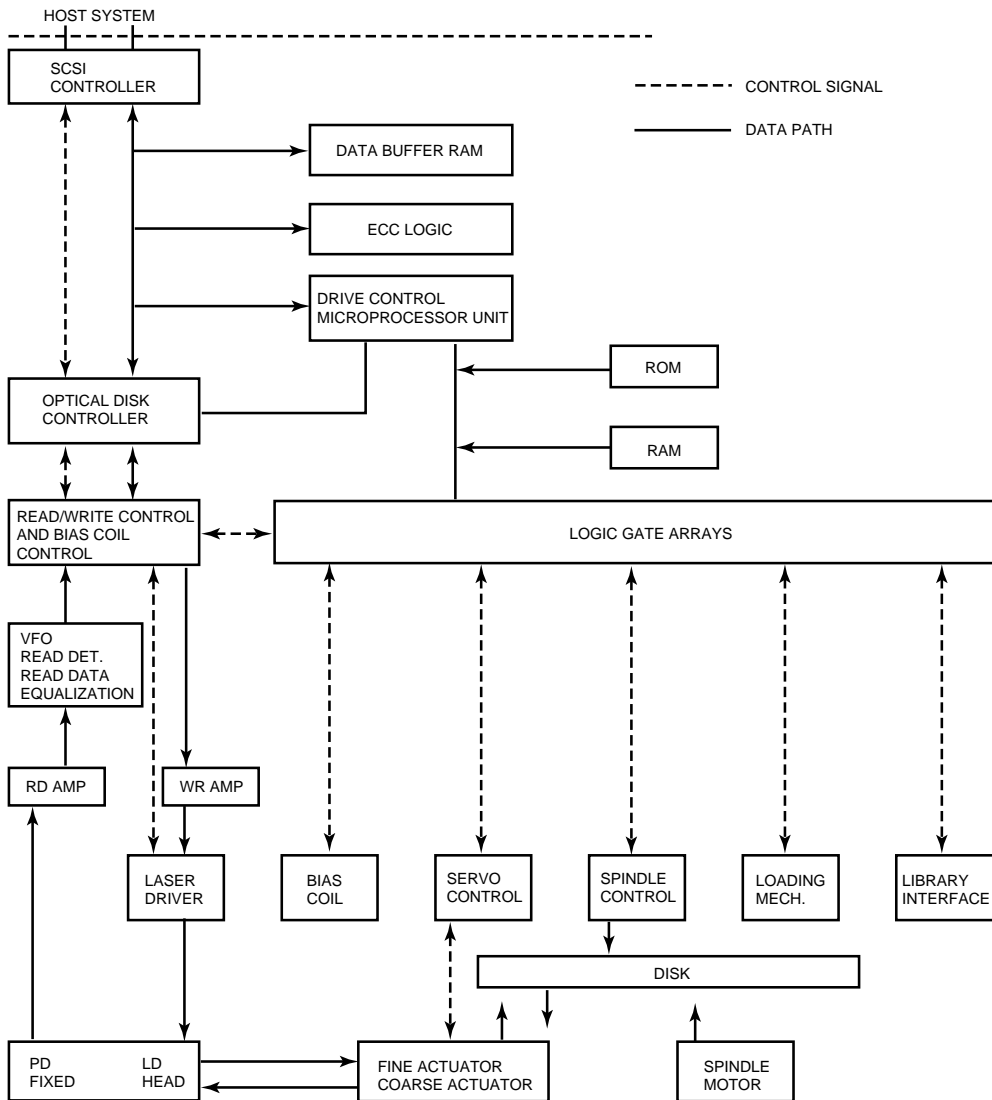 HOST SYSTEM
SCSI
CONTROLLER
CONTROL SIGNAL
DATA PATH
DATA BUFFER RAM
ECC LOGIC
DRIVE CONTROL
MICROPROCESSOR UNIT
ROM
OPTICAL DISK
CONTROLLER
RAM
READ/WRITE CONTROL
AND BIAS COIL
CONTROL
LOGIC GATE ARRAYS
VFO
READ DET.
READ DATA
EQUALIZATION
RD AMP
WR AMP
LASER
DRIVER
BIAS
COIL
SERVO
CONTROL
SPINDLE
CONTROL
LOADING
MECH.
LIBRARY
INTERFACE
DISK
PD
FIXED
LD
HEAD
FINE ACTUATOR
COARSE ACTUATOR
SPINDLE
MOTOR